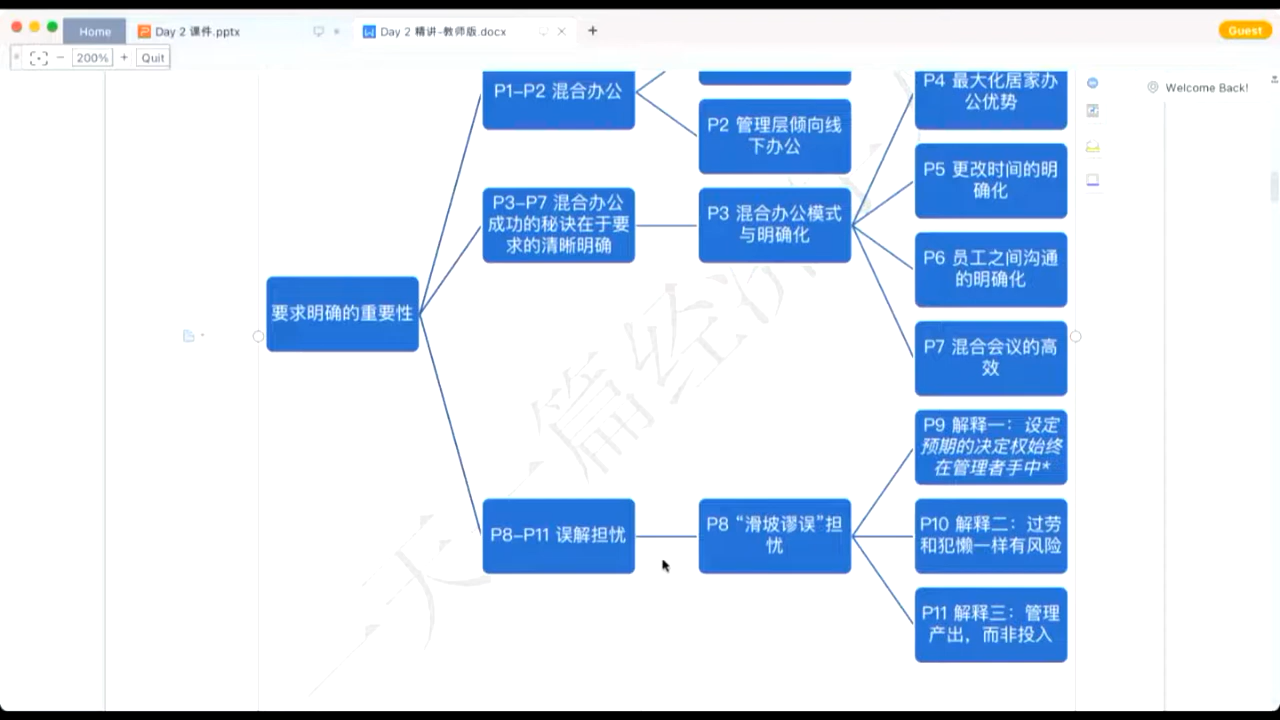 Home
Day 2 课件.pptx
Day 2 精讲-教师版.docx
Guest
200%
Quit
Welcome Back!
P1–P2 混合办公
P2 管理层倾向线
下办公
P4 最大化居家办
公优势
P3–P7 混合办公
成功的秘诀在于要
求的清晰明确
P3 混合办公模式
与明确化
P5 更改时间的明
确化
P6 员工之间沟通
的明确化
P7 混合会议的高
效
要求明确的重要性
P8–P11 误解担忧
P8 “滑坡谬误”担
忧
P9 解释一：设定
预期的决定权始终
在管理者手中*
P10 解释二：过劳
和犯懒一样有风险
P11 解释三：管理
产出，而非投入
一天一篇经济